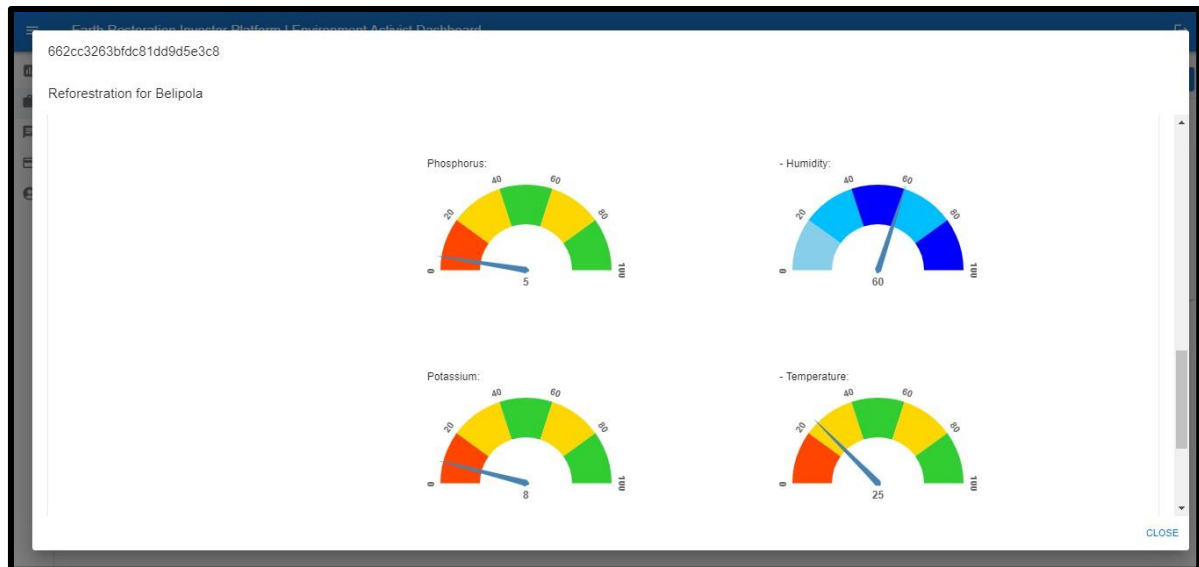 Earth Restoration Investor Platform | Environment Activist Dashboard
662cc3263bfdc81dd9d5e3c8
Reforestration for Belipola
Phosphorus:
0 20 40 60 80 100
5
- Humidity:
0 20 40 60 80 100
60
Potassium:
0 20 40 60 80 100
8
- Temperature:
0 20 40 60 80 100
25
CLOSE